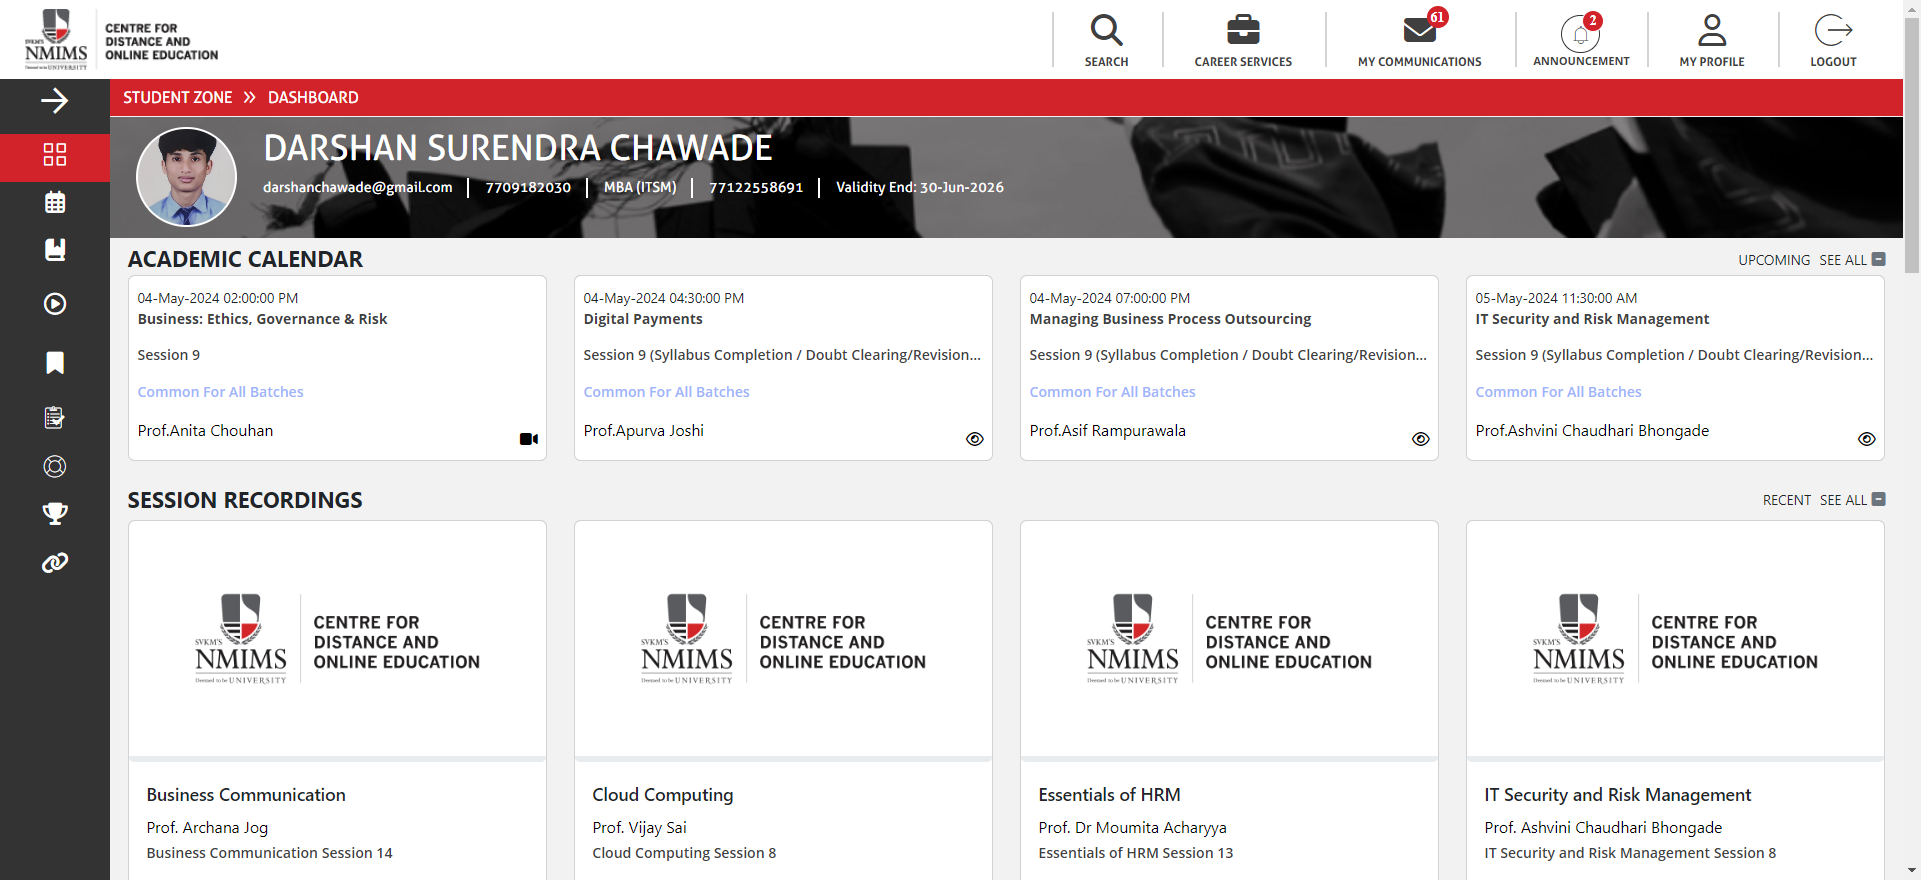 SVKM'S
NMIMS
Deemed to be UNIVERSITY
CENTRE FOR
DISTANCE AND
ONLINE EDUCATION
SEARCH
CAREER SERVICES
61
MY COMMUNICATIONS
2
ANNOUNCEMENT
MY PROFILE
LOGOUT
STUDENT ZONE » DASHBOARD
DARSHAN SURENDRA CHAWADE
darshanchawade@gmail.com | 7709182030 | MBA (ITSM) | 77122558691 | Validity End: 30-Jun-2026
ACADEMIC CALENDAR
UPCOMING SEE ALL
04-May-2024 02:00:00 PM
Business: Ethics, Governance & Risk
Session 9
Common For All Batches
Prof.Anita Chouhan
04-May-2024 04:30:00 PM
Digital Payments
Session 9 (Syllabus Completion / Doubt Clearing/Revision...
Common For All Batches
Prof.Apurva Joshi
04-May-2024 07:00:00 PM
Managing Business Process Outsourcing
Session 9 (Syllabus Completion / Doubt Clearing/Revision...
Common For All Batches
Prof.Asif Rampurawala
05-May-2024 11:30:00 AM
IT Security and Risk Management
Session 9 (Syllabus Completion / Doubt Clearing/Revision...
Common For All Batches
Prof.Ashvini Chaudhari Bhongade
SESSION RECORDINGS
RECENT SEE ALL
SVKM'S
NMIMS
Deemed to be UNIVERSITY
CENTRE FOR
DISTANCE AND
ONLINE EDUCATION
Business Communication
Prof. Archana Jog
Business Communication Session 14
SVKM'S
NMIMS
Deemed to be UNIVERSITY
CENTRE FOR
DISTANCE AND
ONLINE EDUCATION
Cloud Computing
Prof. Vijay Sai
Cloud Computing Session 8
SVKM'S
NMIMS
Deemed to be UNIVERSITY
CENTRE FOR
DISTANCE AND
ONLINE EDUCATION
Essentials of HRM
Prof. Dr Moumita Acharyya
Essentials of HRM Session 13
SVKM'S
NMIMS
Deemed to be UNIVERSITY
CENTRE FOR
DISTANCE AND
ONLINE EDUCATION
IT Security and Risk Management
Prof. Ashvini Chaudhari Bhongade
IT Security and Risk Management Session 8